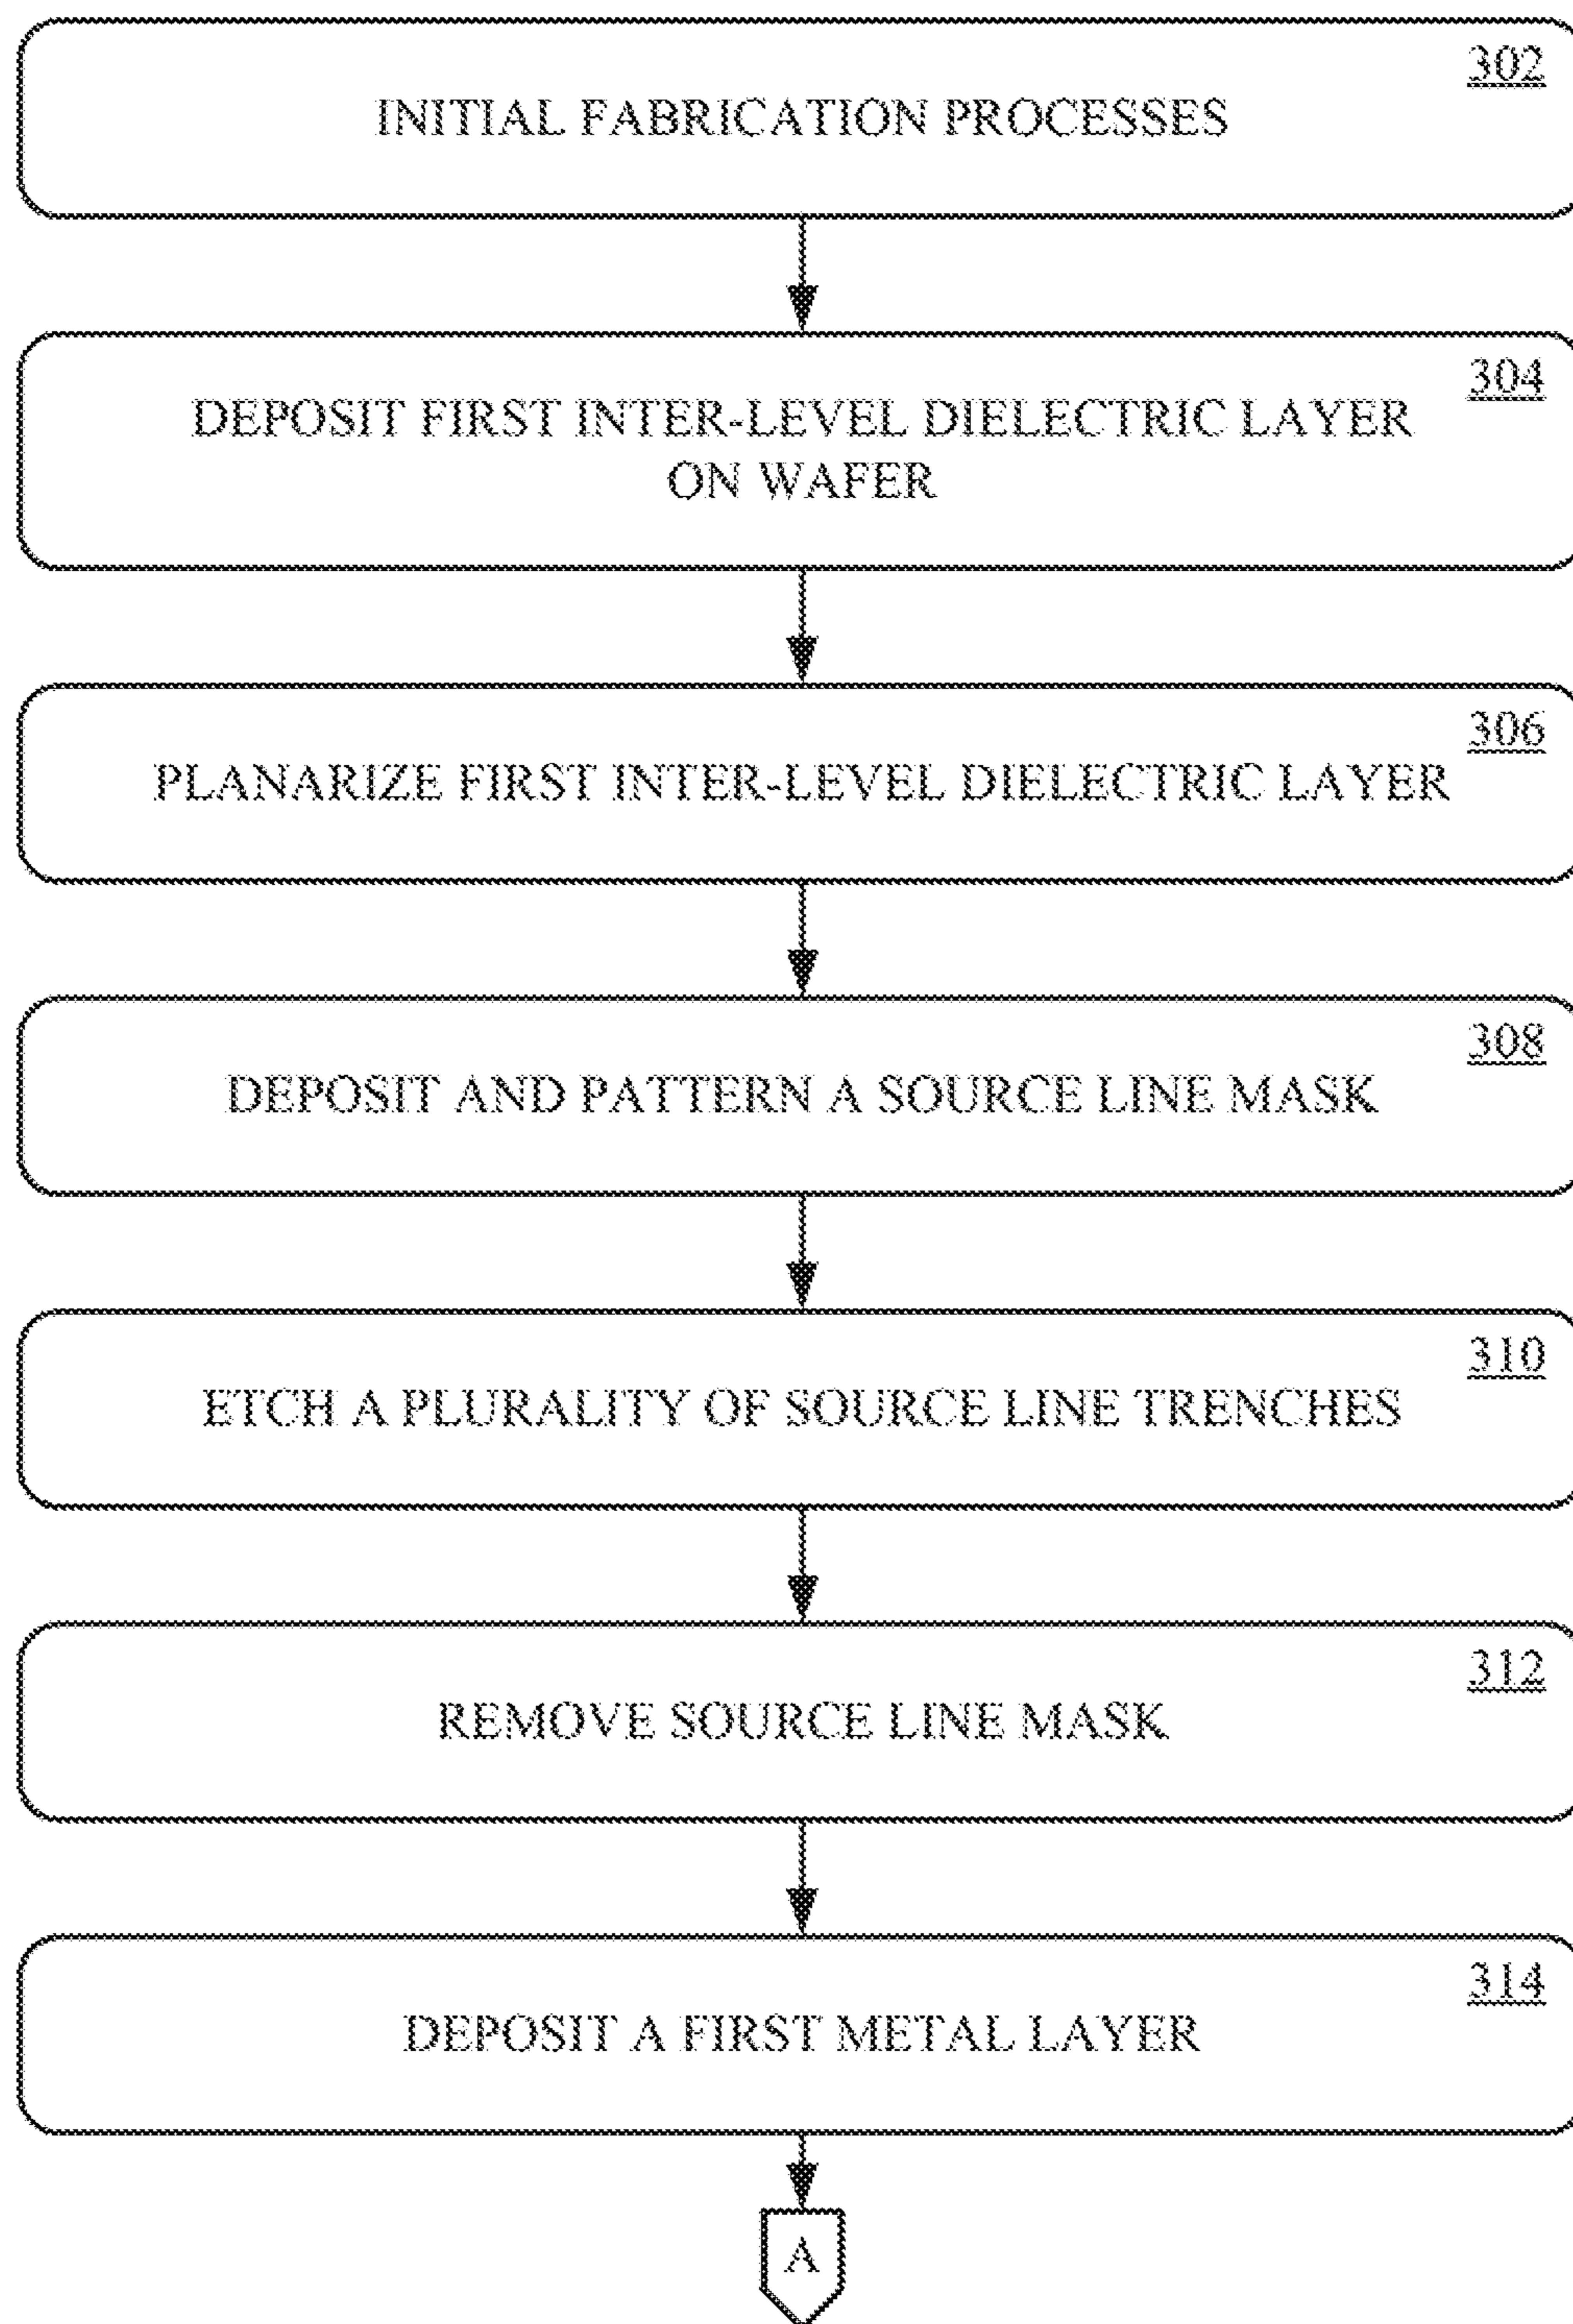 302
INITIAL FABRICATION PROCESSES
304
DEPOSIT FIRST INTER-LEVEL DIELECTRIC LAYER
ON WAFER
306
PLANARIZE FIRST INTER-LEVEL DIELECTRIC LAYER
308
DEPOSIT AND PATTERN A SOURCE LINE MASK
310
ETCH A PLURALITY OF SOURCE LINE TRENCHES
312
REMOVE SOURCE LINE MASK
314
DEPOSIT A FIRST METAL LAYER
A